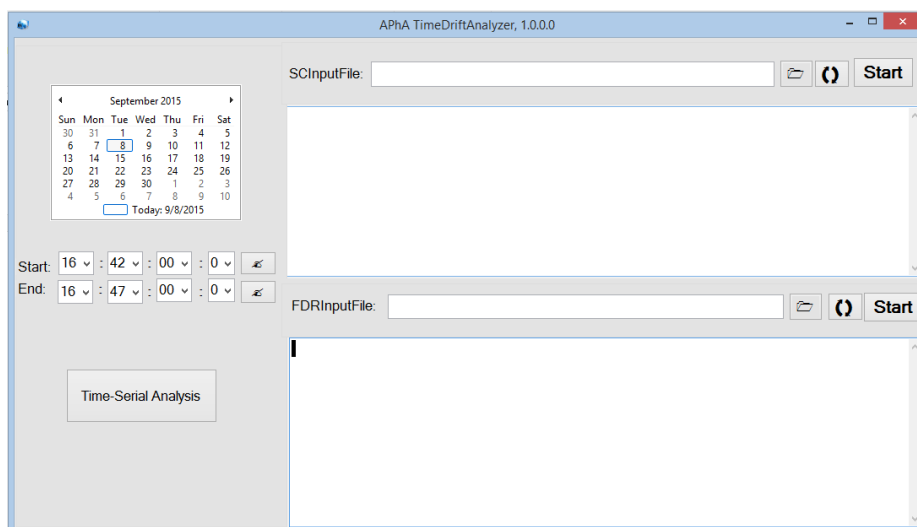 APhA TimeDriftAnalyzer, 1.0.0.0
SCInputFile:
Start
September 2015
Sun Mon Tue Wed Thu Fri Sat
30 31 1 2 3 4 5
6 7 8 9 10 11 12
13 14 15 16 17 18 19
20 21 22 23 24 25 26
27 28 29 30 1 2 3
4 5 6 7 8 9 10
Today: 9/8/2015
Start: 16 : 42 : 00 : 0
End: 16 : 47 : 00 : 0
FDRInputFile:
Start
Time-Serial Analysis